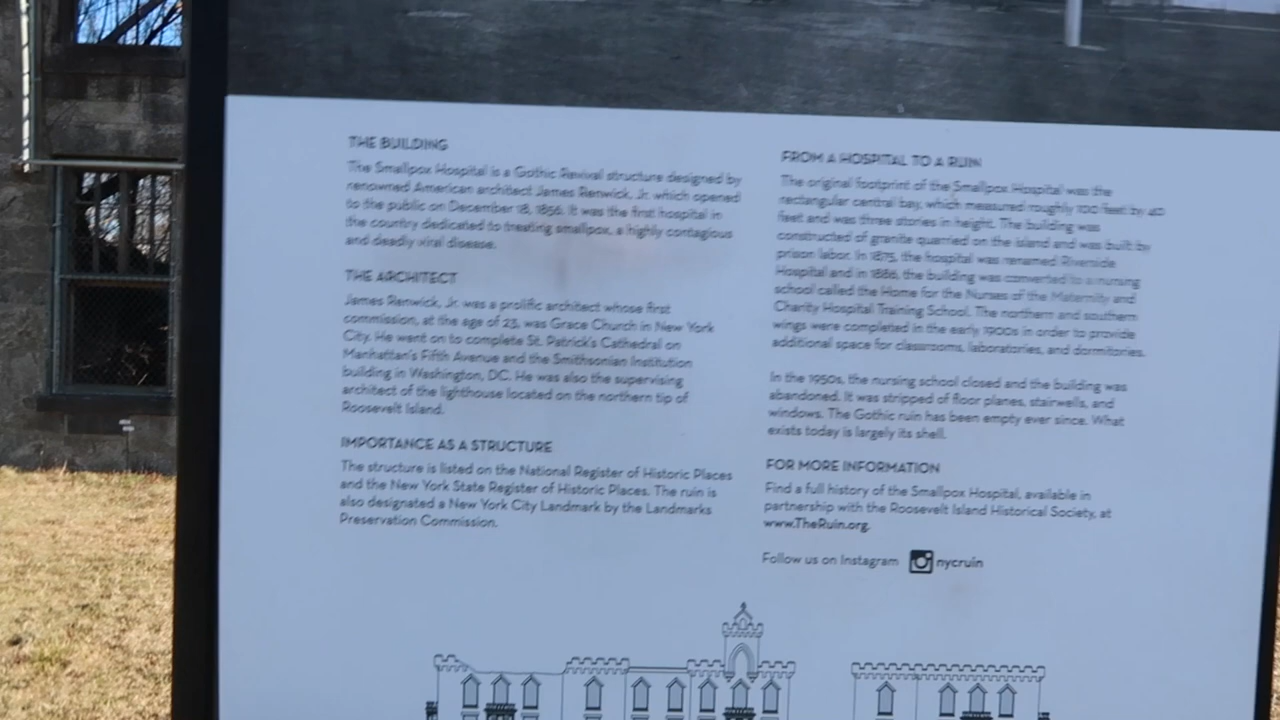 THE BUILDING
The Smallpox Hospital is a Gothic Revival structure designed by
renowned American architect James Renwick, Jr. which opened
to the public on December 18, 1856. It was the first hospital in
the country dedicated to treating smallpox, a highly contagious
and deadly viral disease.
THE ARCHITECT
James Renwick, Jr. was a prolific architect whose first
commission, at the age of 23, was Grace Church in New York
City. He went on to complete St. Patrick's Cathedral on
Manhattan's Fifth Avenue and the Smithsonian Institution
building in Washington, DC. He was also the supervising
architect of the lighthouse located on the northern tip of
Roosevelt Island.
IMPORTANCE AS A STRUCTURE
The structure is listed on the National Register of Historic Places
and the New York State Register of Historic Places. The ruin is
also designated a New York City Landmark by the Landmarks
Preservation Commission.
FROM A HOSPITAL TO A RUIN
The original footprint of the Smallpox Hospital was the
rectangular central bay, which measured roughly 100 feet by 40
feet and was three stories in height. The building was
constructed of granite quarried on the island and was built by
prison labor. In 1875, the hospital was renamed Riverside
Hospital and in 1886, the building was converted to a nursing
school called the Home for the Nurses of the Maternity and
Charity Hospital Training School. The northern and southern
wings were completed in the early 1900s in order to provide
additional space for classrooms, laboratories, and dormitories.
In the 1950s, the nursing school closed and the building was
abandoned. It was stripped of floor planes, stairwells, and
windows. The Gothic ruin has been empty ever since. What
exists today is largely its shell.
FOR MORE INFORMATION
Find a full history of the Smallpox Hospital, available in
partnership with the Roosevelt Island Historical Society, at
www.TheRuin.org.
Follow us on Instagram nycruin